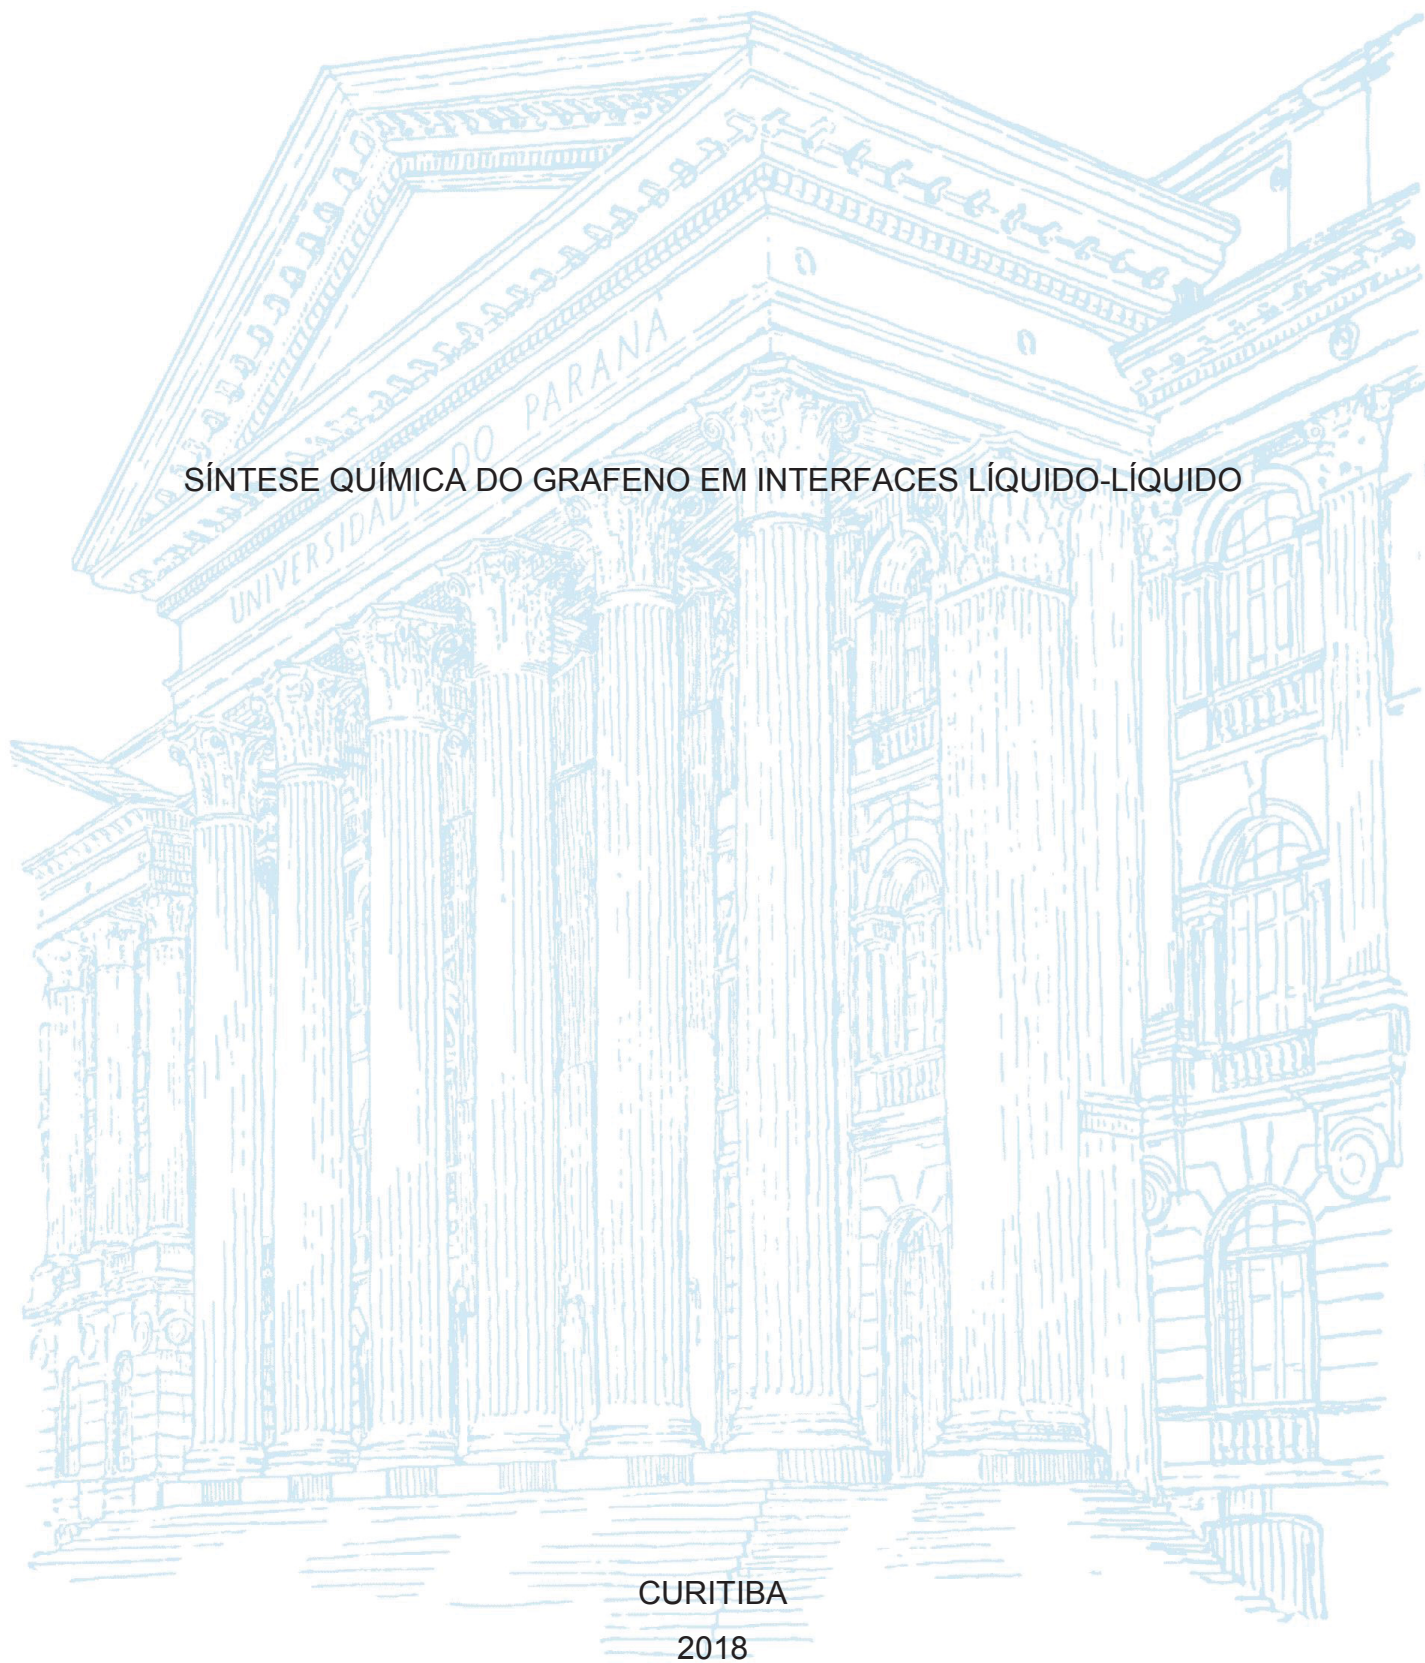 SÍNTESE QUÍMICA DO GRAFENO EM INTERFACES LÍQUIDO-LÍQUIDO
UNIVERSIDADE DO PARANÁ
CURITIBA
2018